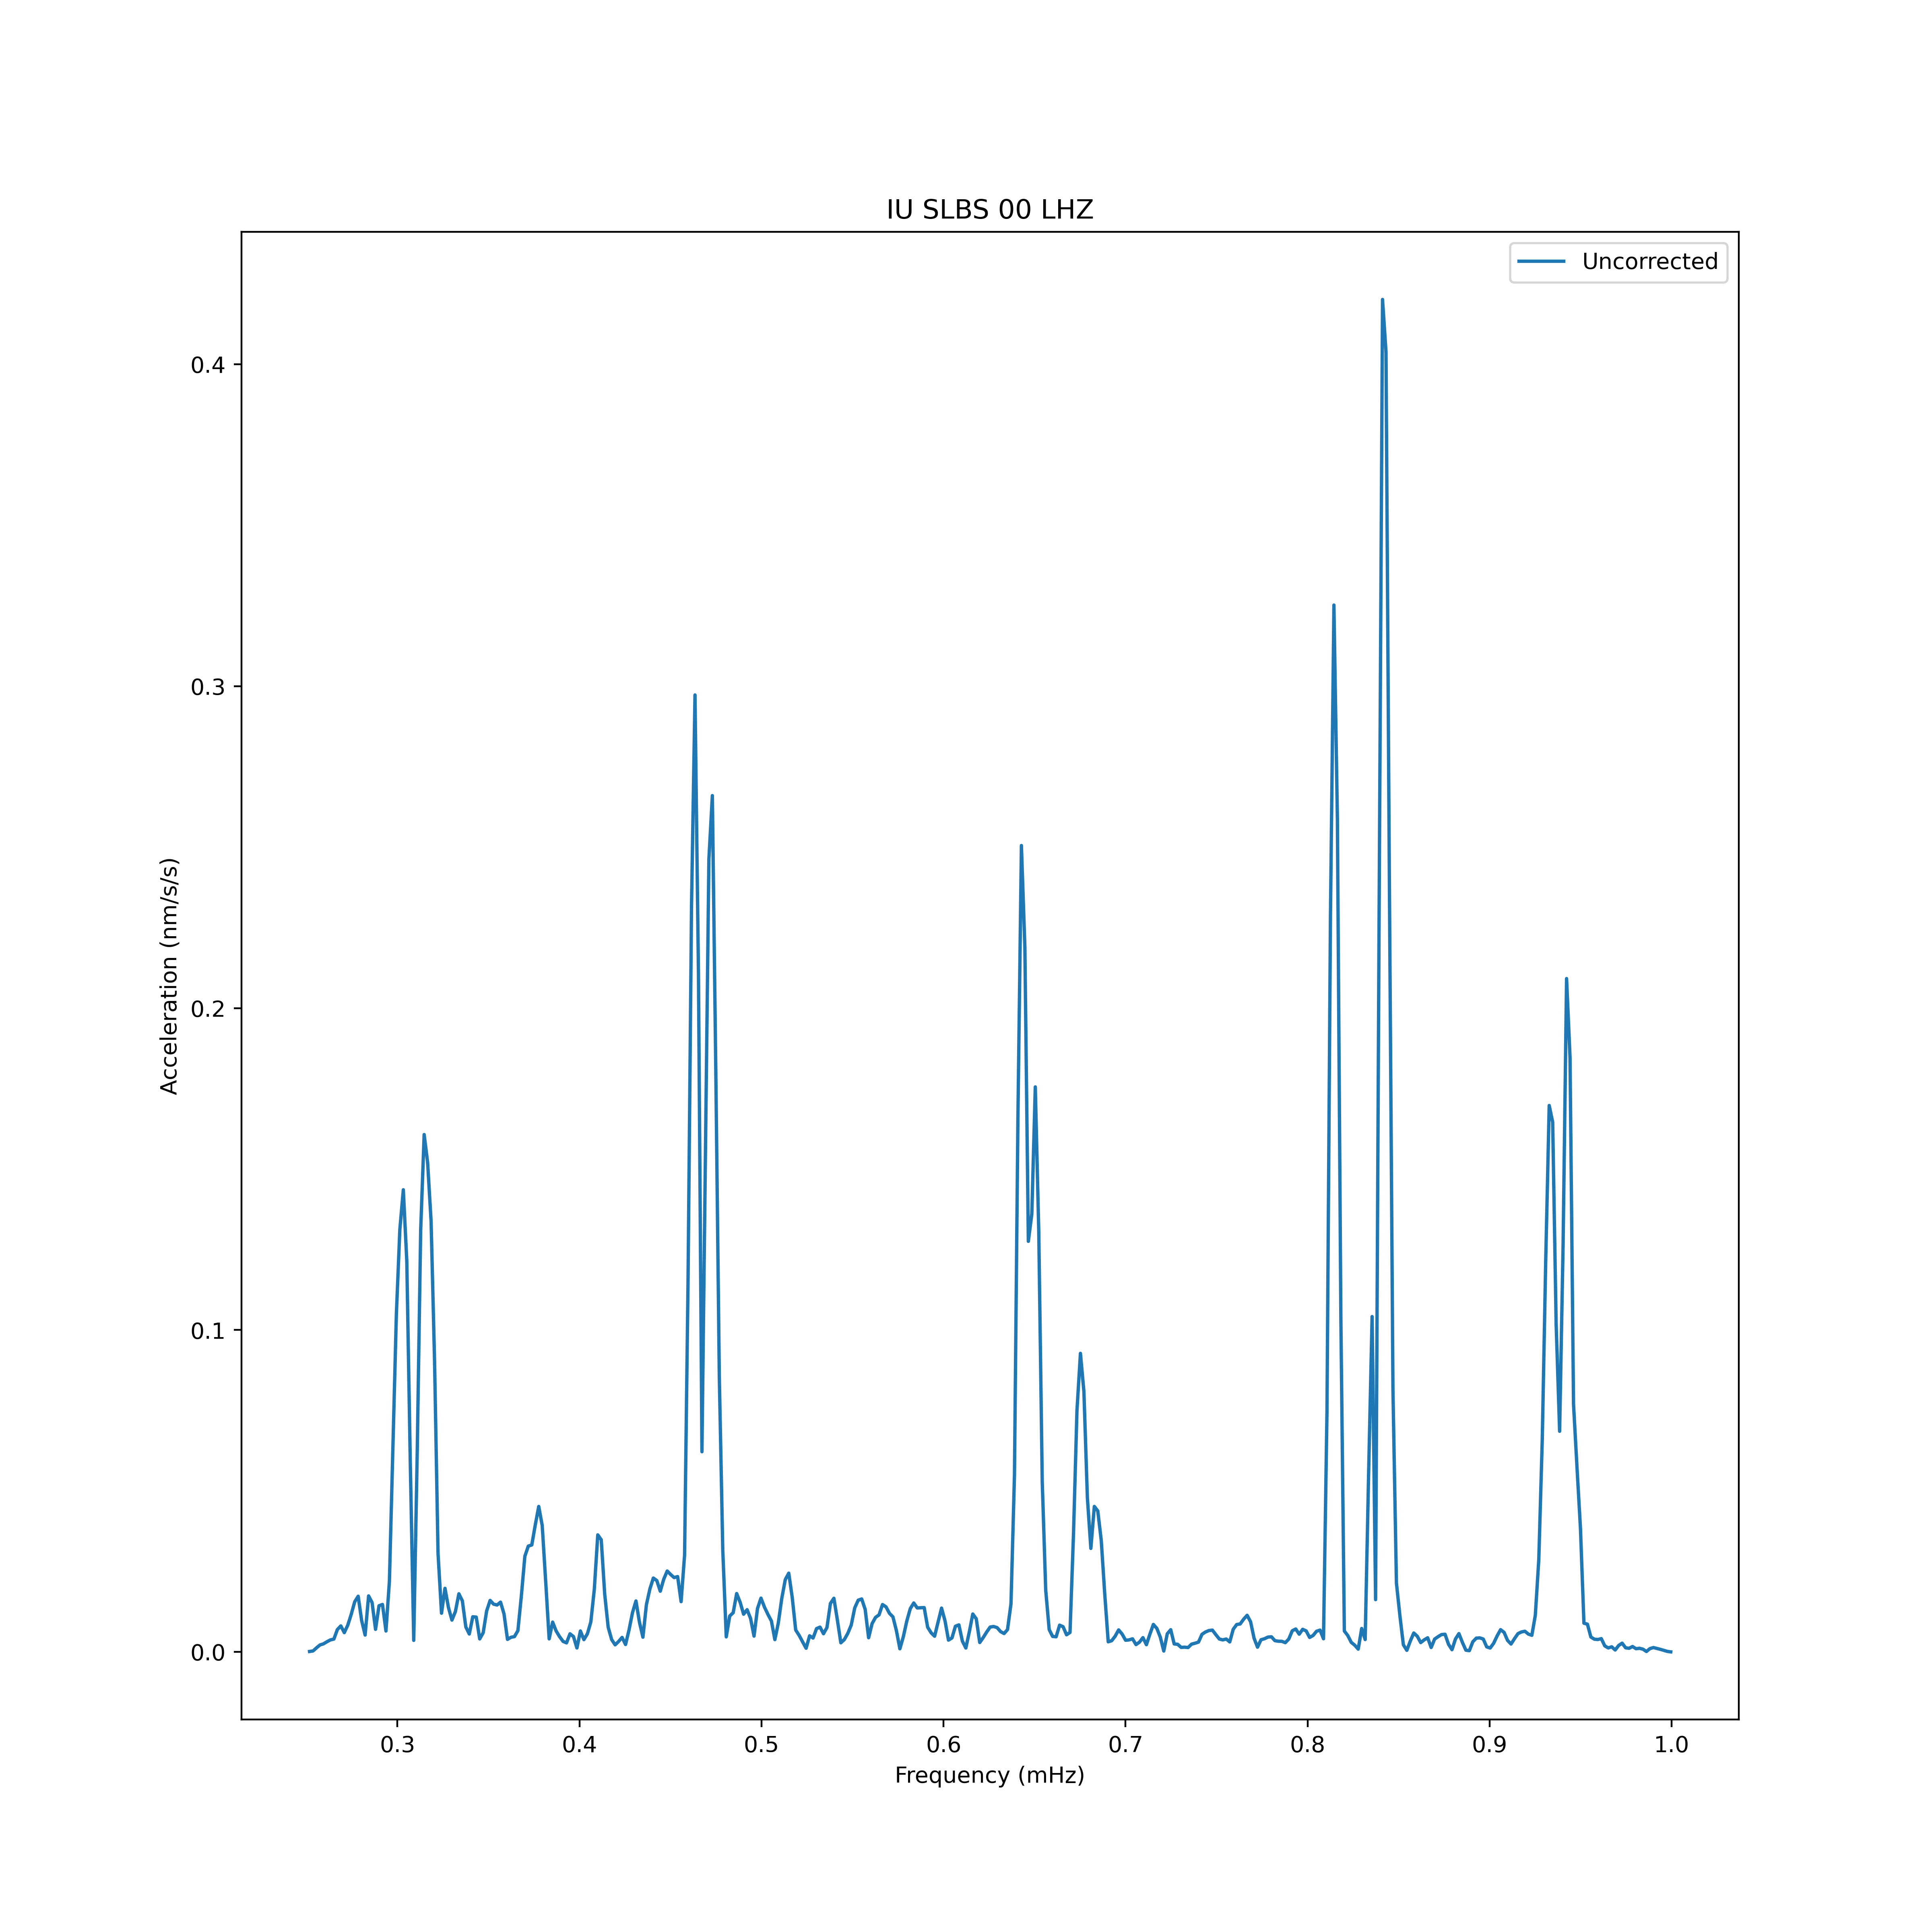 IU SLBS 00 LHZ
Uncorrected
0.4
0.3
0.2
0.1
0.0
Acceleration (nm/s/s)
0.3 0.4 0.5 0.6 0.7 0.8 0.9 1.0
Frequency (mHz)